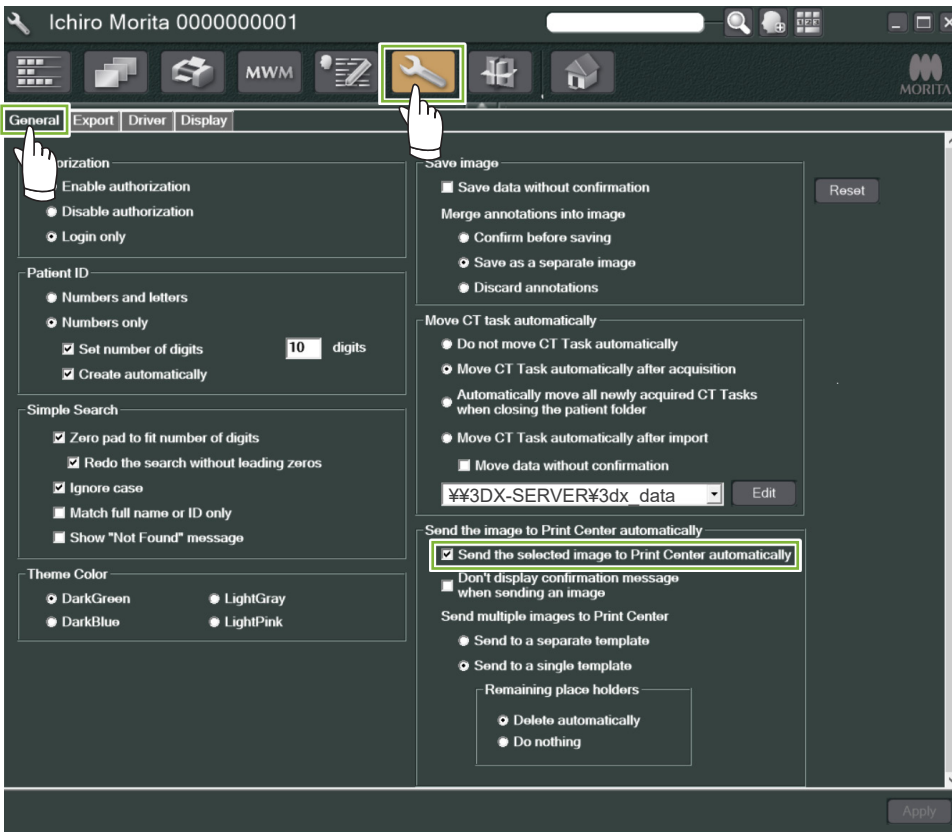 Ichiro Morita 0000000001
MWM
MORITA
General Export Driver Display
orization
Enable authorization
Disable authorization
Login only
Patient ID
Numbers and letters
Numbers only
Set number of digits 10 digits
Create automatically
Simple Search
Zero pad to fit number of digits
Redo the search without leading zeros
Ignore case
Match full name or ID only
Show "Not Found" message
Theme Color
DarkGreen LightGray
DarkBlue LightPink
Save image
Save data without confirmation
Merge annotations into image
Confirm before saving
Save as a separate image
Discard annotations
Reset
Move CT task automatically
Do not move CT Task automatically
Move CT Task automatically after acquisition
Automatically move all newly acquired CT Tasks
when closing the patient folder
Move CT Task automatically after import
Move data without confirmation
¥¥3DX-SERVER¥3dx_data Edit
Send the image to Print Center automatically
Send the selected image to Print Center automatically
Don't display confirmation message
when sending an image
Send multiple images to Print Center
Send to a separate template
Send to a single template
Remaining place holders
Delete automatically
Do nothing
Apply